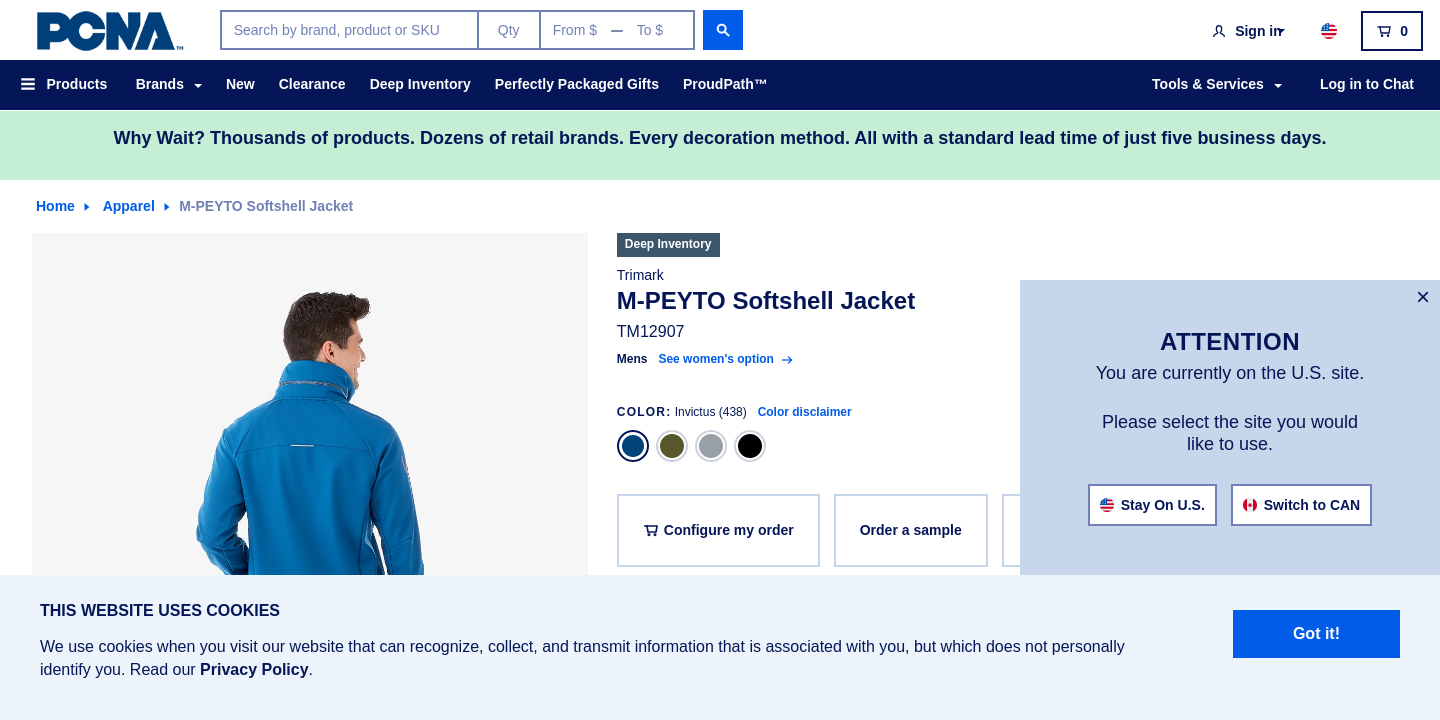 PCNA™
Search by brand, product or SKU
Qty
From $
To $
Sign in
0
Products
Brands
New
Clearance
Deep Inventory
Perfectly Packaged Gifts
ProudPath™
Tools & Services
Log in to Chat
Why Wait? Thousands of products. Dozens of retail brands. Every decoration method. All with a standard lead time of just five business days.
Home
Apparel
M-PEYTO Softshell Jacket
Deep Inventory
Trimark
M-PEYTO Softshell Jacket
TM12907
Mens
See women's option
COLOR: Invictus (438)
Color disclaimer
Configure my order
Order a sample
×
ATTENTION
You are currently on the U.S. site.
Please select the site you would
like to use.
Stay On U.S.
Switch to CAN
THIS WEBSITE USES COOKIES
We use cookies when you visit our website that can recognize, collect, and transmit information that is associated with you, but which does not personally
identify you. Read our Privacy Policy.
Got it!